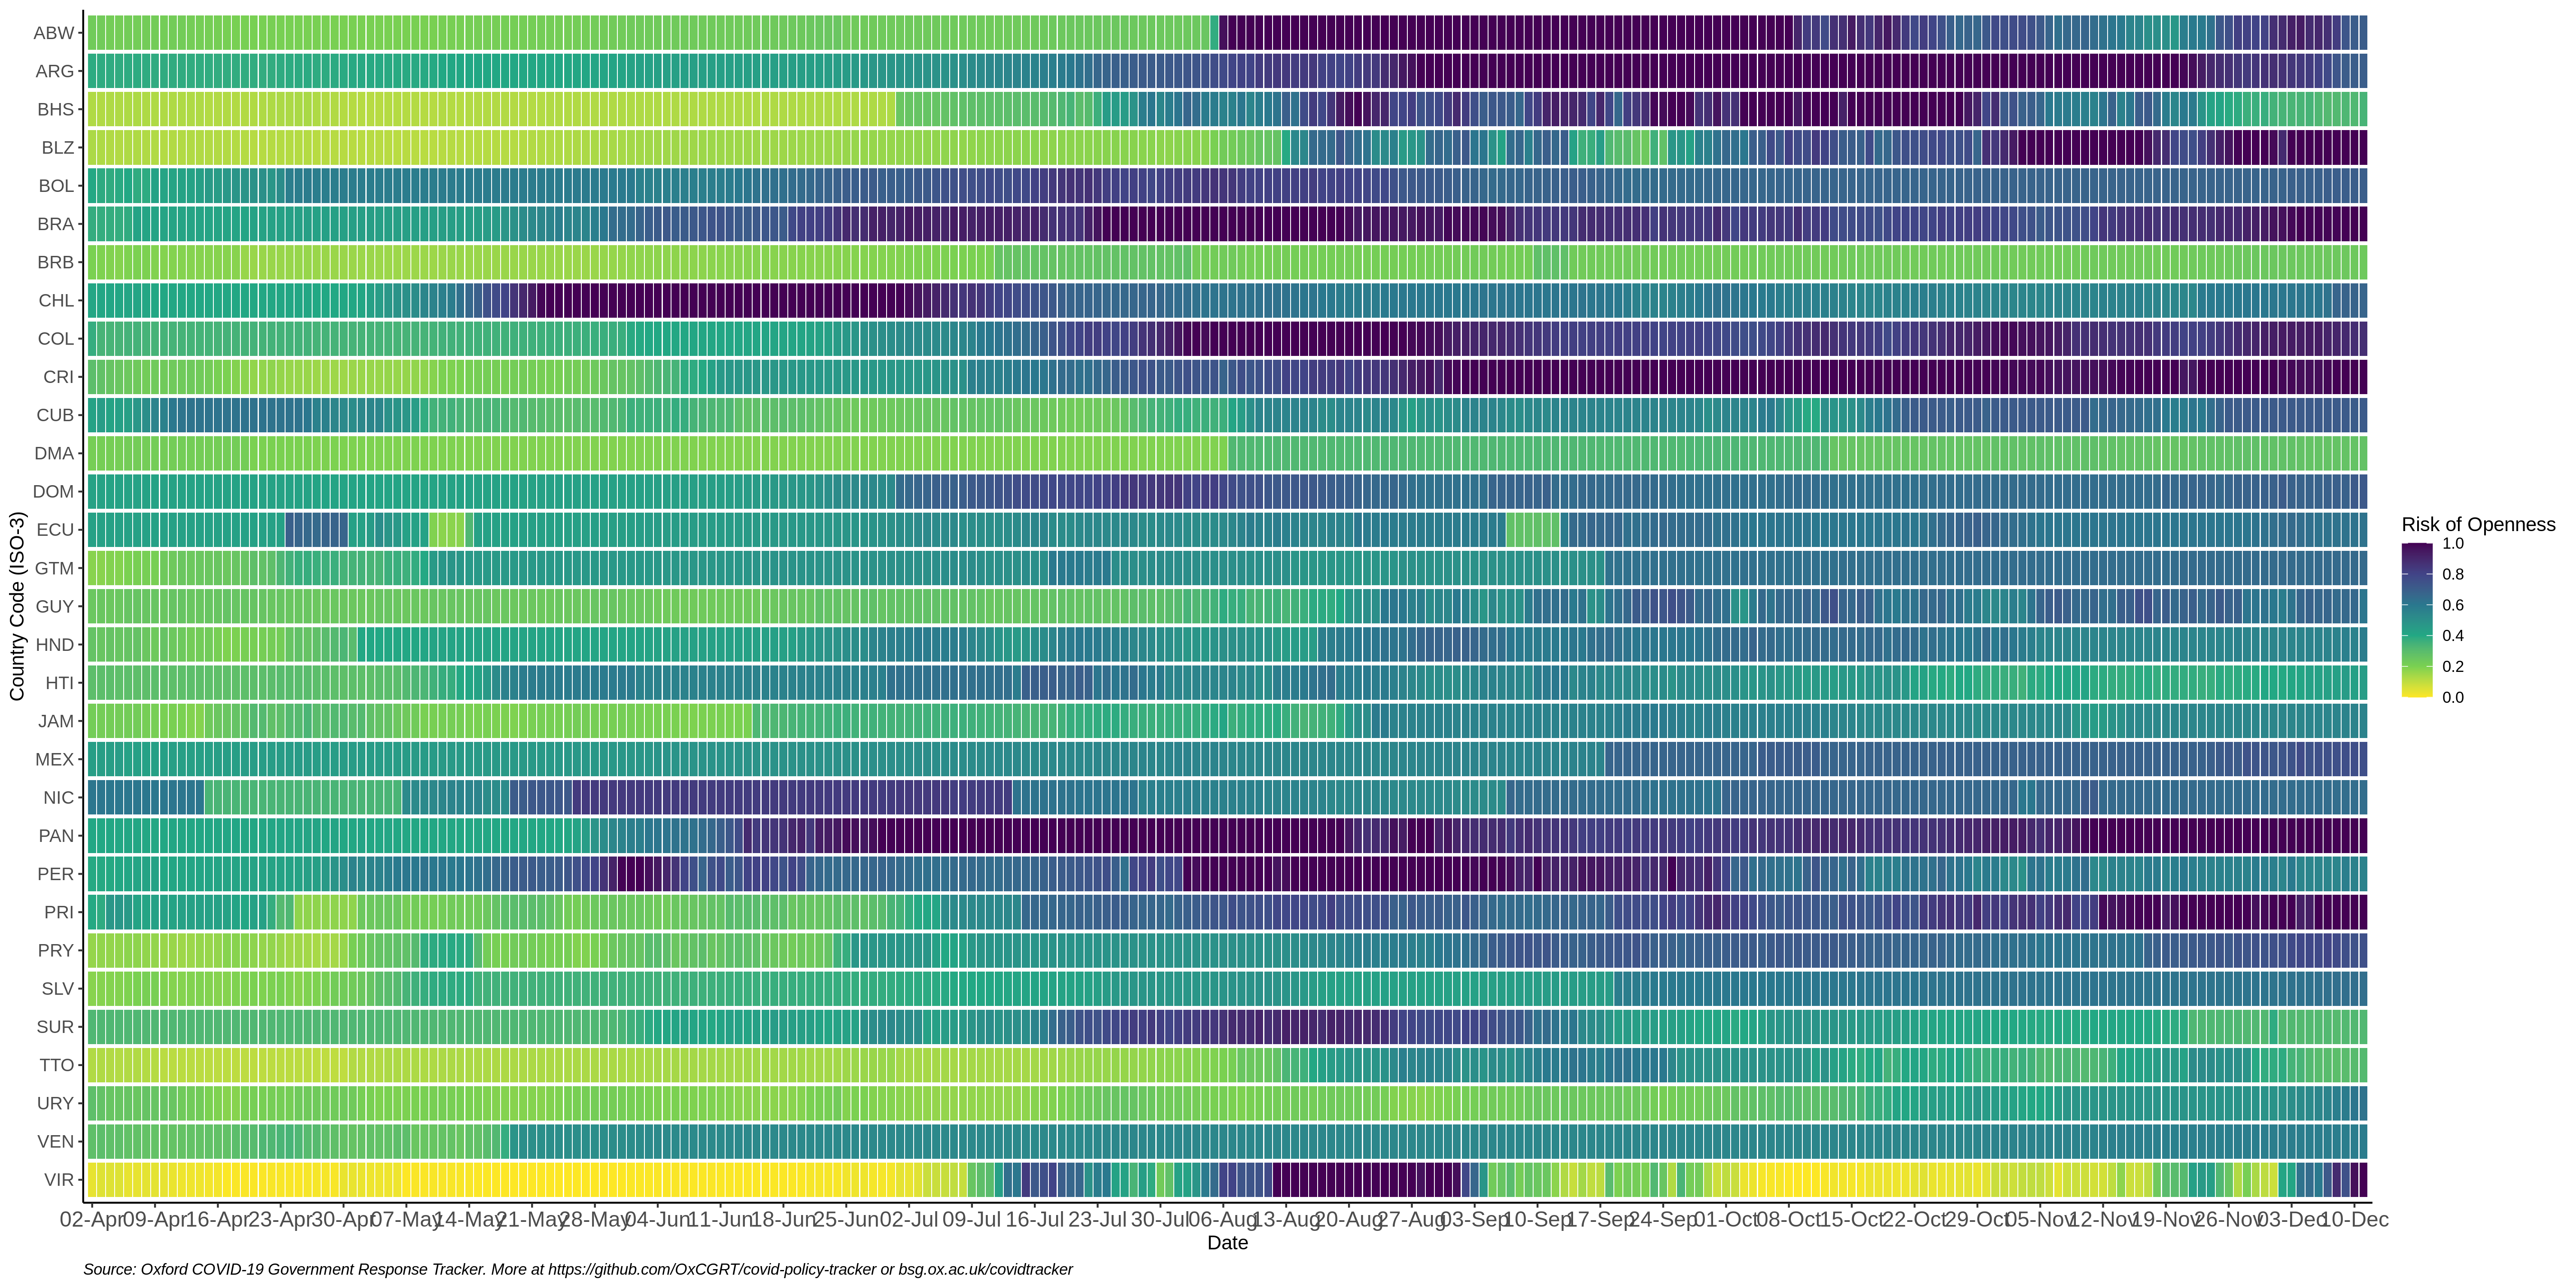 ABW
ARG
BHS
BLZ
BOL
BRA
BRB
CHL
COL
CRI
CUB
DMA
DOM
ECU
GTM
GUY
HND
HTI
JAM
MEX
NIC
PAN
PER
PRI
PRY
SLV
SUR
TTO
URY
VEN
VIR
Country Code (ISO-3)
02-Apr 09-Apr 16-Apr 23-Apr 30-Apr 07-May 14-May 21-May 28-May 04-Jun 11-Jun 18-Jun 25-Jun 02-Jul 09-Jul 16-Jul 23-Jul 30-Jul 06-Aug 13-Aug 20-Aug 27-Aug 03-Sep 10-Sep 17-Sep 24-Sep 01-Oct 08-Oct 15-Oct 22-Oct 29-Oct 05-Nov 12-Nov 19-Nov 26-Nov 03-Dec 10-Dec
Date
Risk of Openness
1.0
0.8
0.6
0.4
0.2
0.0
Source: Oxford COVID-19 Government Response Tracker. More at https://github.com/OxCGRT/covid-policy-tracker or bsg.ox.ac.uk/covidtracker